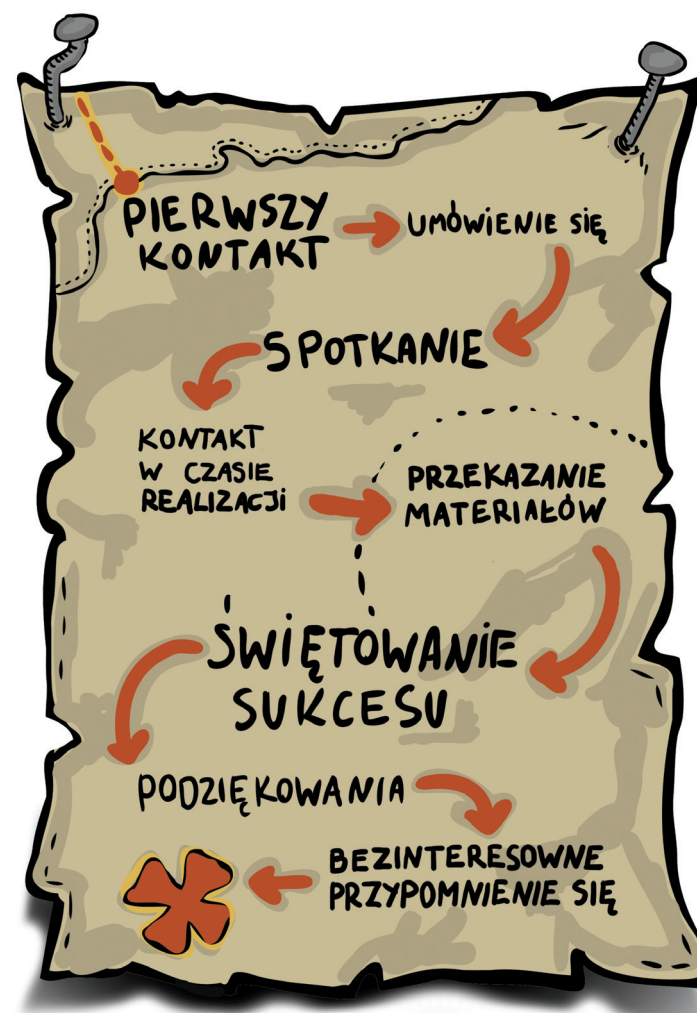 PIERWSZY
KONTAKT
UMÓWIENIE SIĘ
SPOTKANIE
KONTAKT
W CZASIE
REALIZACJI
PRZEKAZANIE
MATERIAŁÓW
ŚWIĘTOWANIE
SUKCESU
PODZIĘKOWANIA
BEZINTERESOWNE
PRZYPOMNIENIE SIĘ